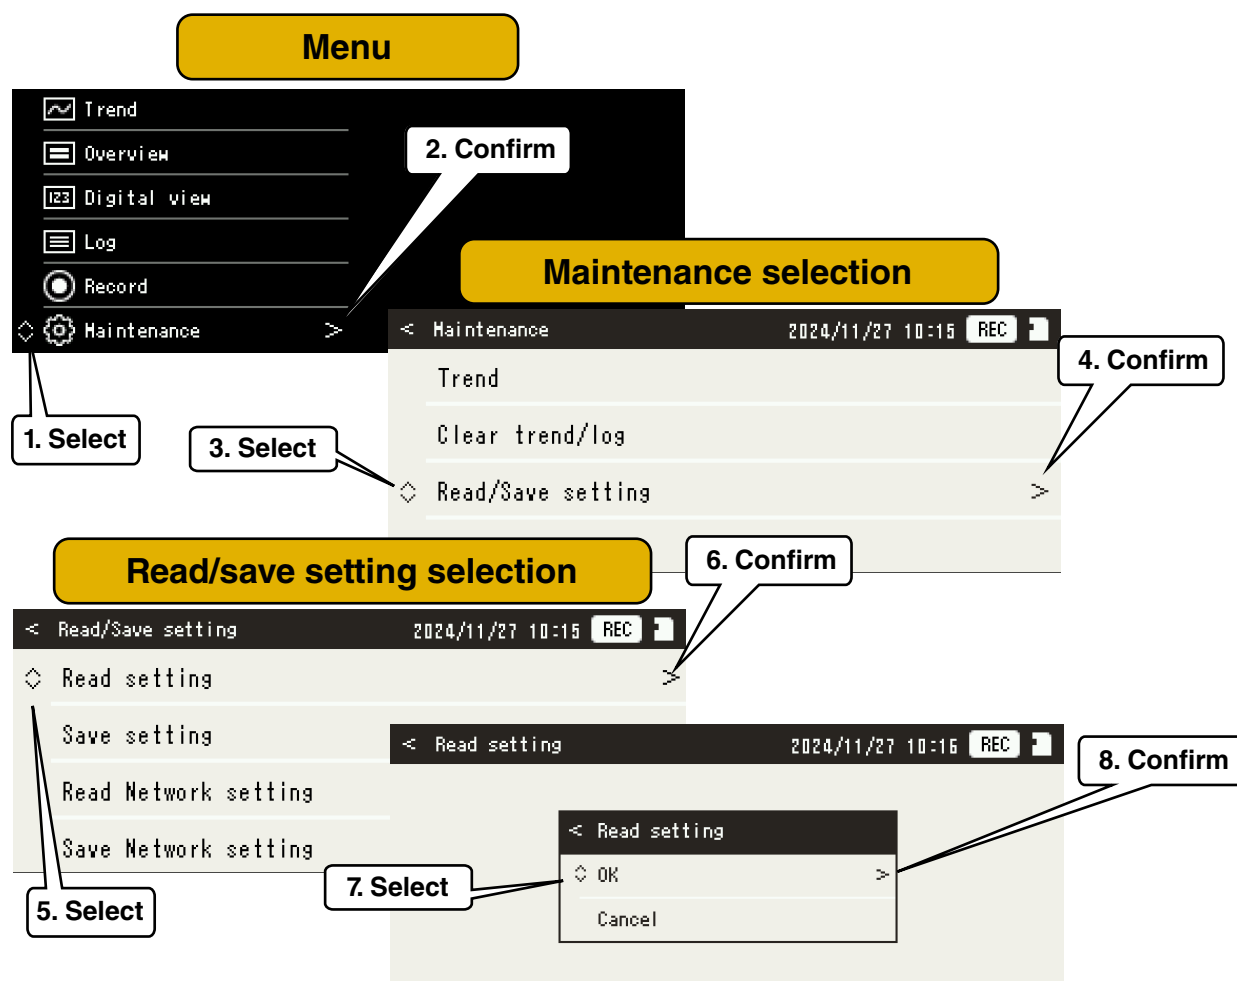 Menu
Trend
Overview
2. Confirm
123 Digital view
Log
Maintenance selection
Record
Maintenance >
< Maintenance 2024/11/27 10:15 REC
4. Confirm
Trend
1. Select
3. Select
Clear trend/log
Read/Save setting >
Read/save setting selection
6. Confirm
< Read/Save setting 2024/11/27 10:15 REC
Read setting >
Save setting
< Read setting 2024/11/27 10:16 REC
8. Confirm
Read Network setting
< Read setting
Save Network setting
7. Select
OK >
5. Select
Cancel